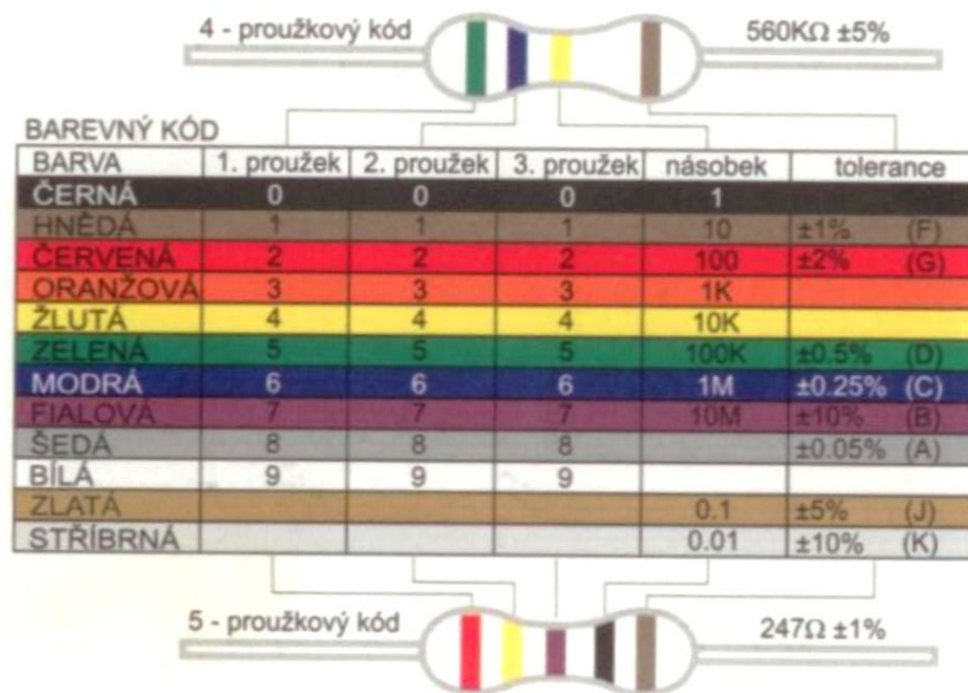 4 - proužkový kód 560KΩ ±5%
BAREVNÝ KÓD
BARVA 1. proužek 2. proužek 3. proužek násobek tolerance
ČERNÁ 0 0 0 1
HNĚDÁ 1 1 1 10 ±1% (F)
ČERVENÁ 2 2 2 100 ±2% (G)
ORANŽOVÁ 3 3 3 1K
ŽLUTÁ 4 4 4 10K
ZELENÁ 5 5 5 100K ±0.5% (D)
MODRÁ 6 6 6 1M ±0.25% (C)
FIALOVÁ 7 7 7 10M ±10% (B)
ŠEDÁ 8 8 8 ±0.05% (A)
BÍLÁ 9 9 9
ZLATÁ 0.1 ±5% (J)
STŘÍBRNÁ 0.01 ±10% (K)
5 - proužkový kód 247Ω ±1%